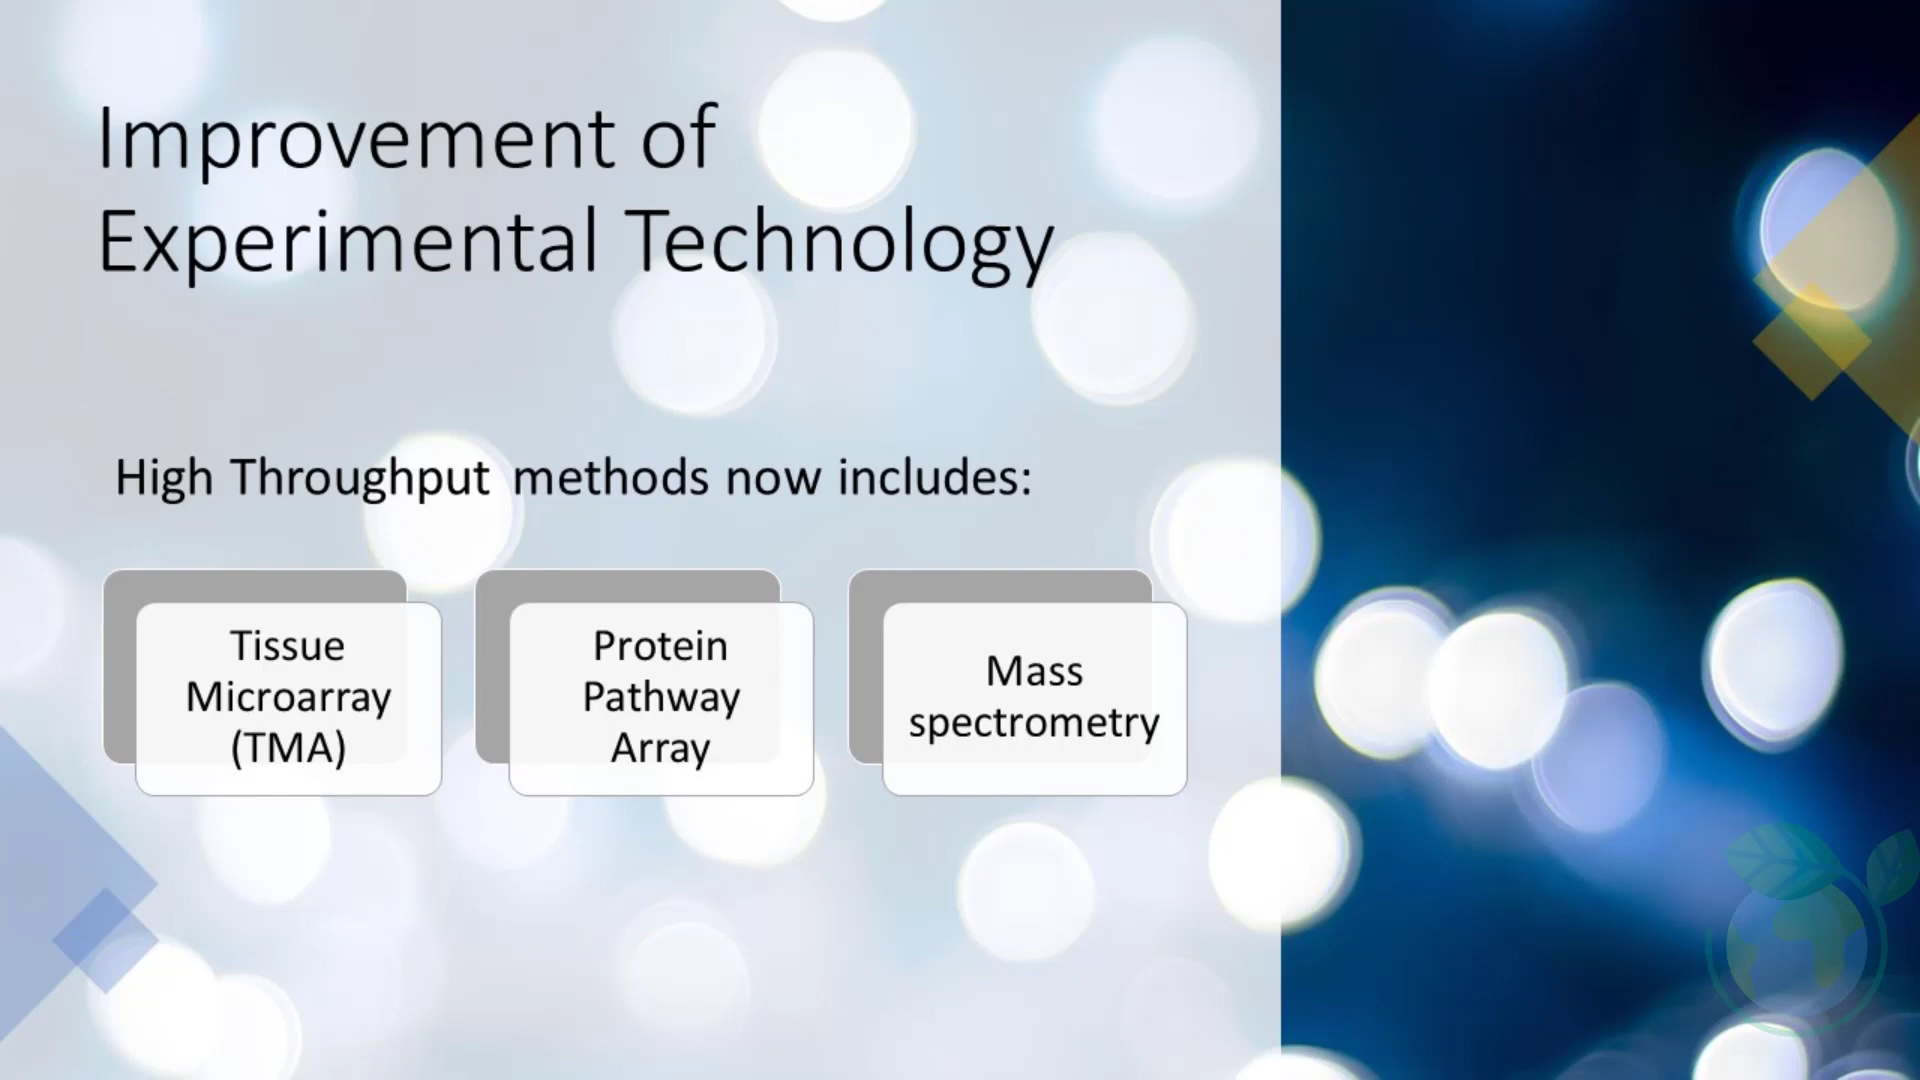 Improvement of
Experimental Technology
High Throughput methods now includes:
Tissue
Microarray
(TMA)
Protein
Pathway
Array
Mass
spectrometry